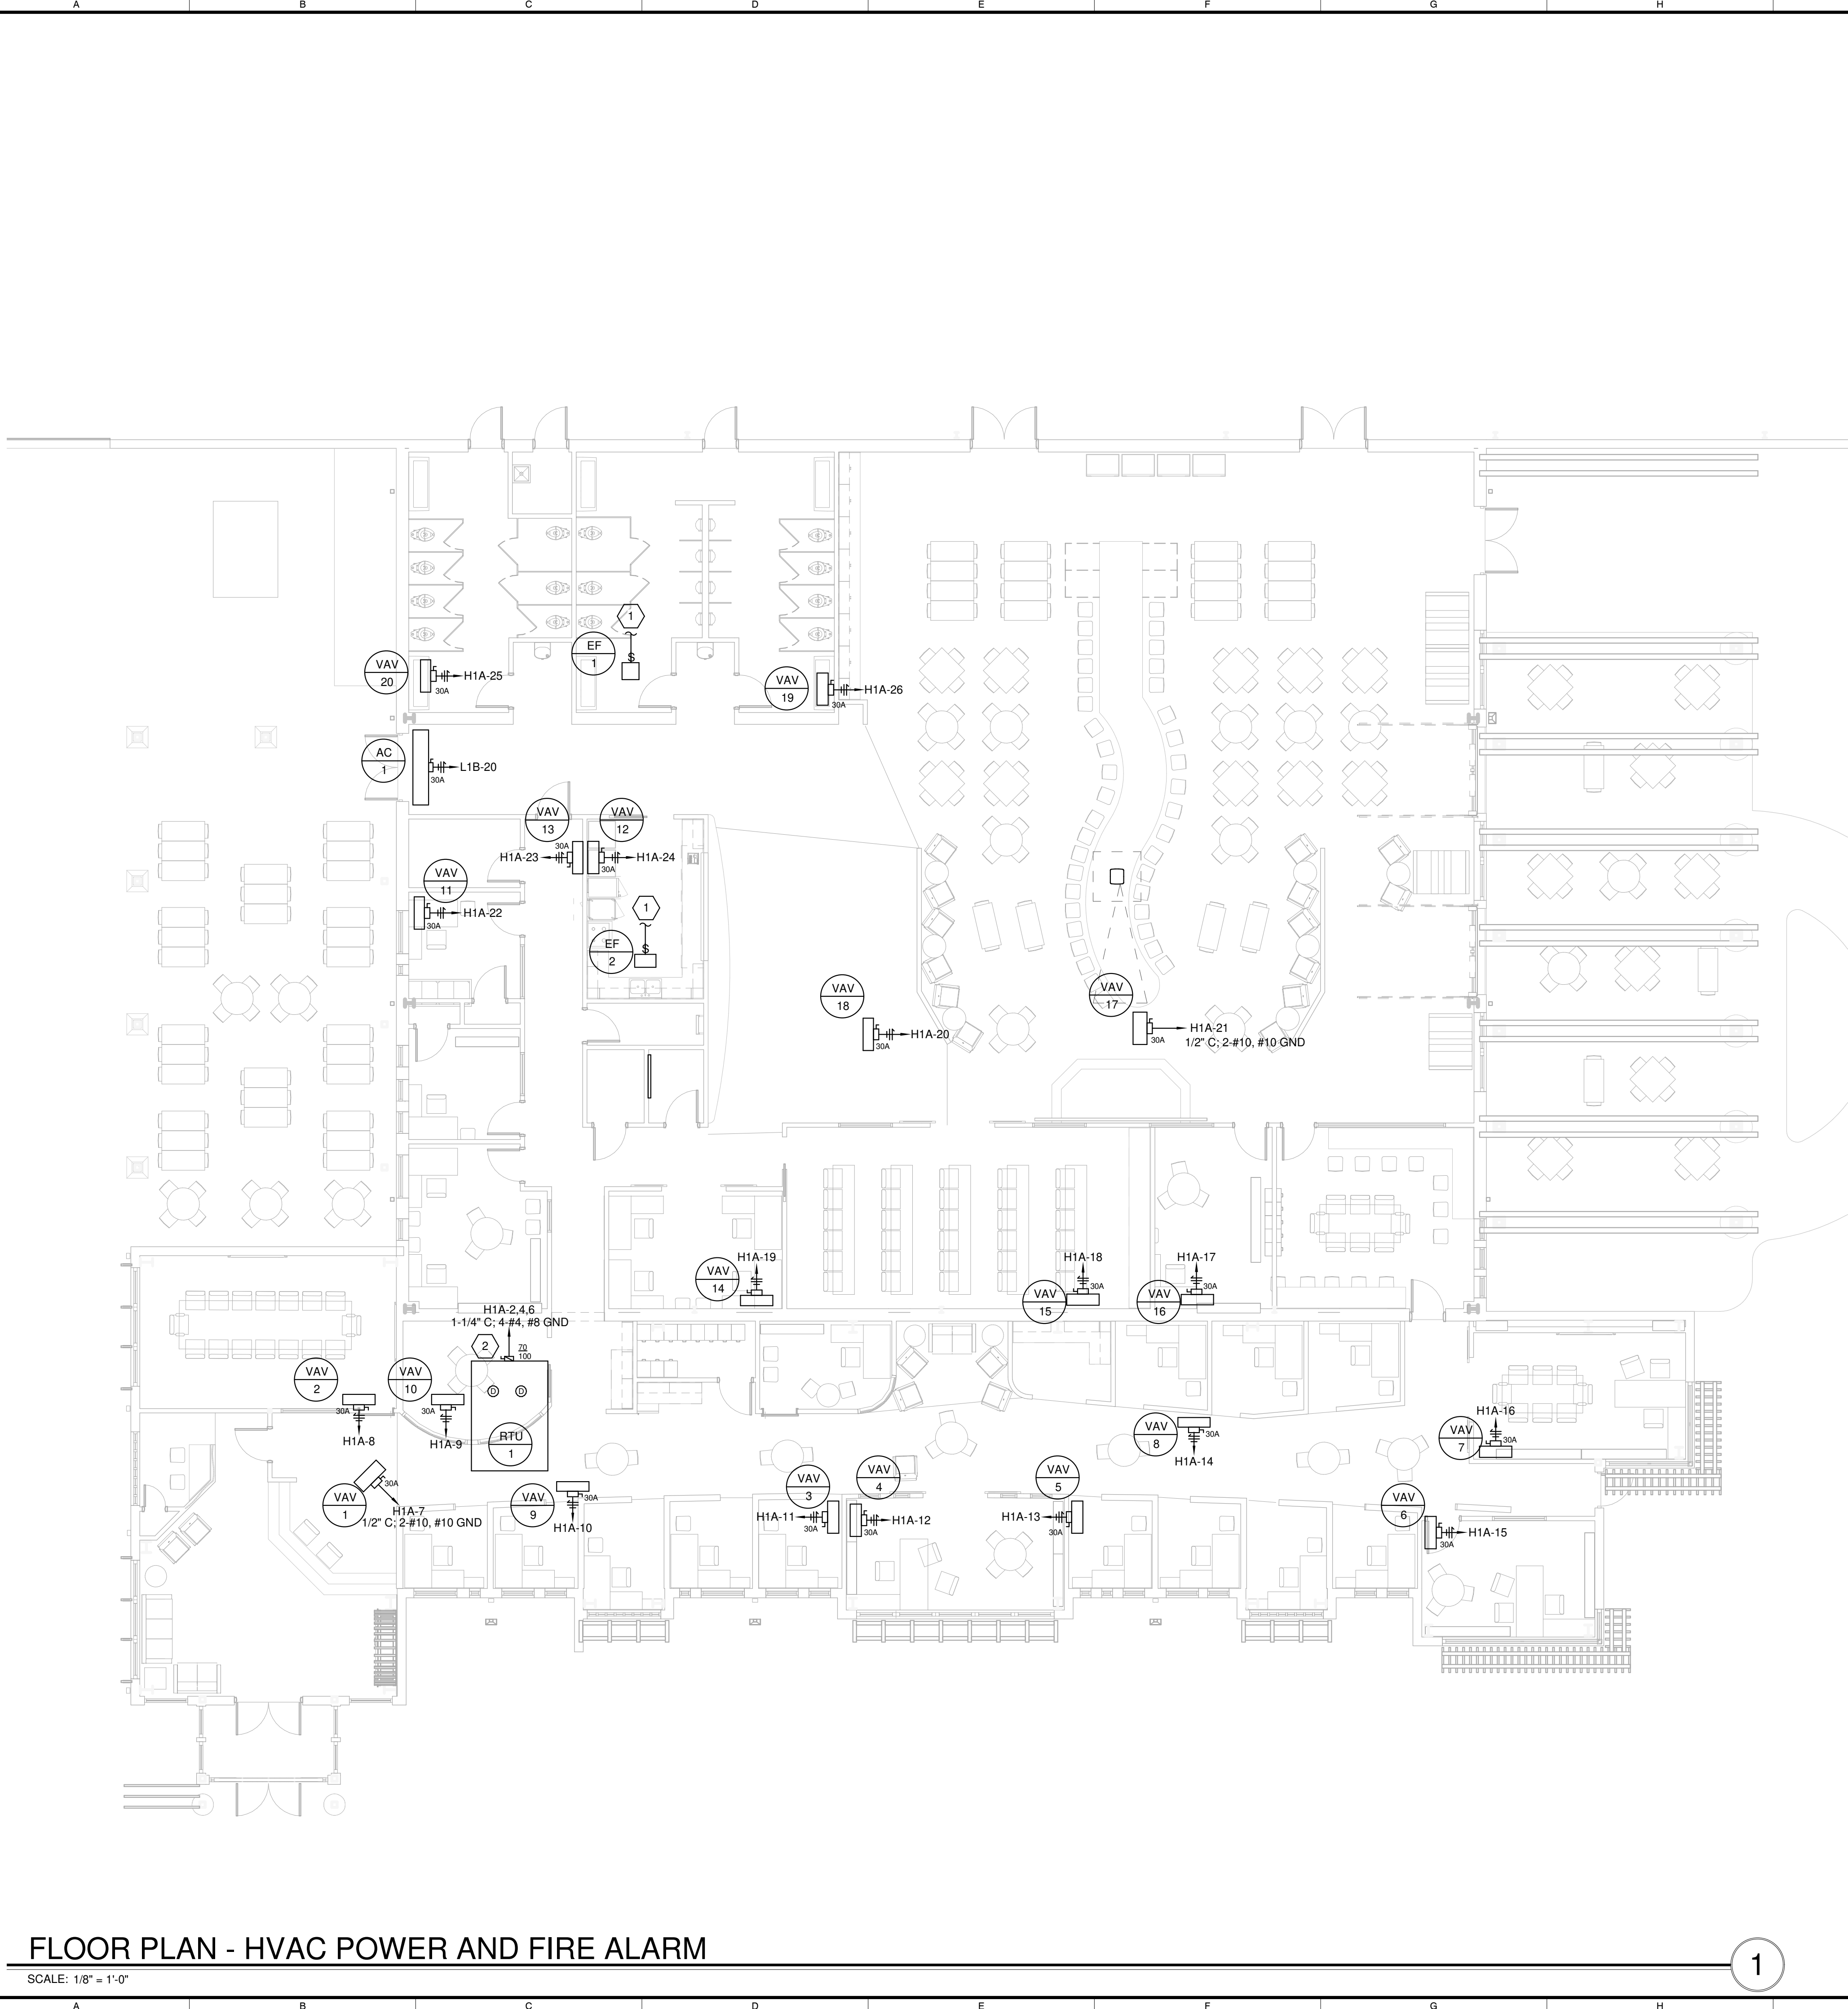 A B C D E F G H
1
EF
1
S
VAV
20
H1A-25
30A
VAV
19
H1A-26
30A
AC
1
L1B-20
30A
VAV
13
VAV
12
30A
H1A-23
H1A-24
30A
VAV
11
H1A-22
30A
1
EF
2
S
VAV
18
H1A-20
30A
VAV
17
H1A-21
30A
1/2" C; 2-#10, #10 GND
H1A-19
VAV
14
30A
H1A-18
VAV
15
30A
H1A-17
VAV
16
30A
H1A-2,4,6
1-1/4" C; 4-#4, #8 GND
2
70
100
D D
RTU
1
VAV
2
30A
H1A-8
VAV
10
30A
H1A-9
VAV
8
30A
H1A-14
H1A-16
VAV
7
30A
VAV
1
30A
H1A-7
1/2" C; 2-#10, #10 GND
VAV
9
30A
H1A-10
VAV
3
H1A-11
30A
VAV
4
H1A-12
30A
VAV
5
H1A-13
30A
VAV
6
H1A-15
30A
FLOOR PLAN - HVAC POWER AND FIRE ALARM
1
SCALE: 1/8" = 1'-0"
A B C D E F G H